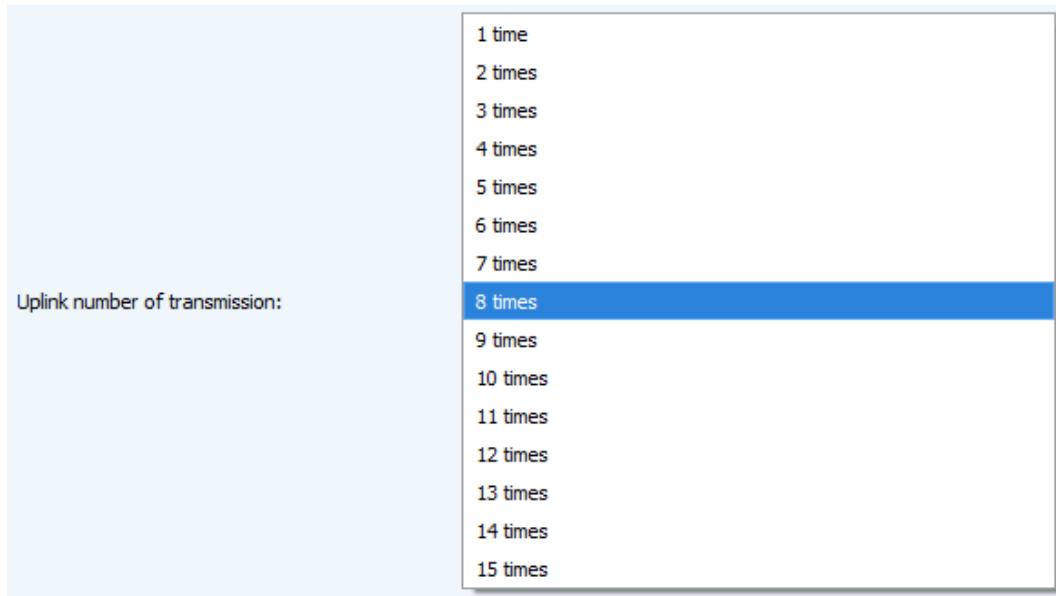 1 time
2 times
3 times
4 times
5 times
6 times
7 times
Uplink number of transmission: 8 times
9 times
10 times
11 times
12 times
13 times
14 times
15 times